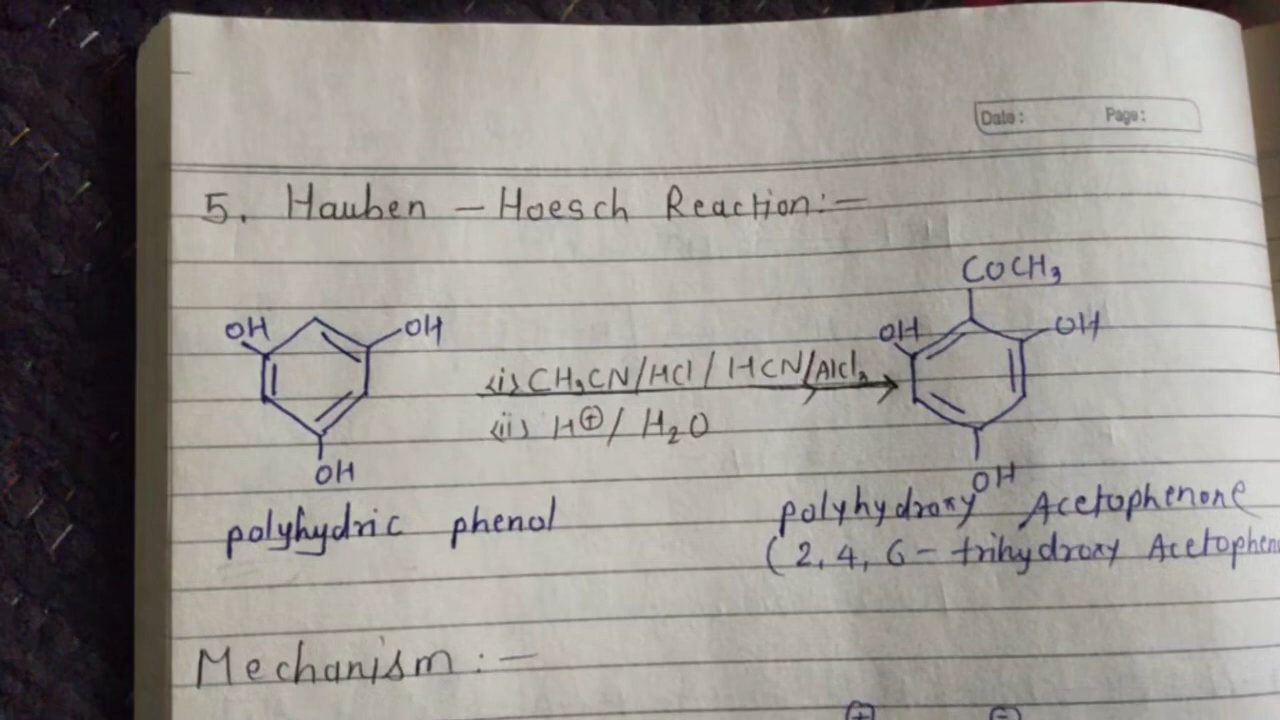 Date : Page :
5. Hauben – Hoesch Reaction:–
COCH₃
OH OH OH OH
(i) CH₃CN/HCl / HCN/AlCl₃
(ii) H⊕/ H₂O
OH
OH
polyhydric phenol polyhydroxy Acetophenone
( 2, 4, 6 – trihydroxy Acetophen
Mechanism :–
⊕ ⊖